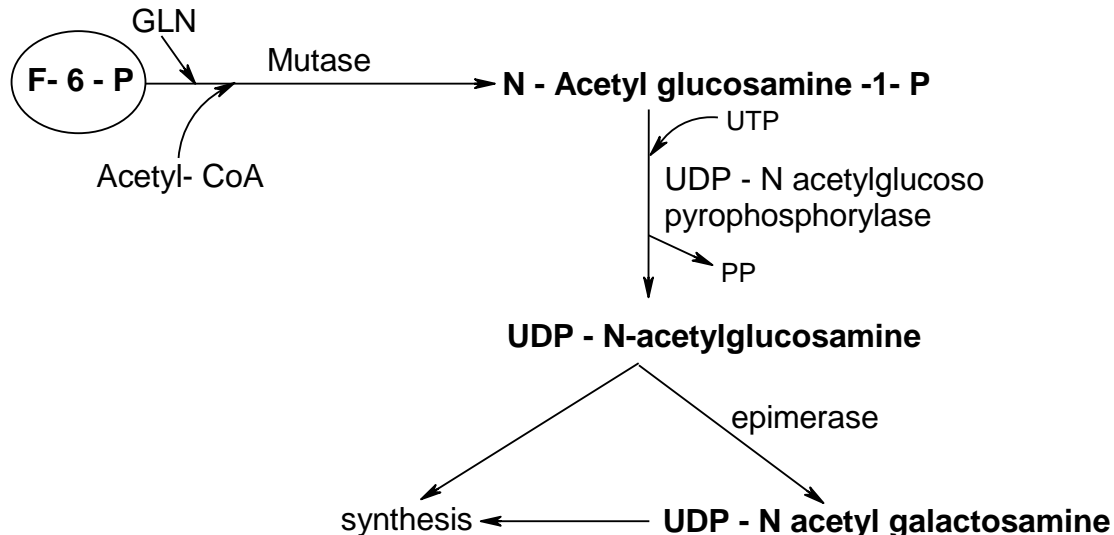 GLN
F- 6 - P
Mutase
N - Acetyl glucosamine -1- P
Acetyl- CoA
UTP
UDP - N acetylglucoso
pyrophosphorylase
PP
UDP - N-acetylglucosamine
epimerase
synthesis
UDP - N acetyl galactosamine